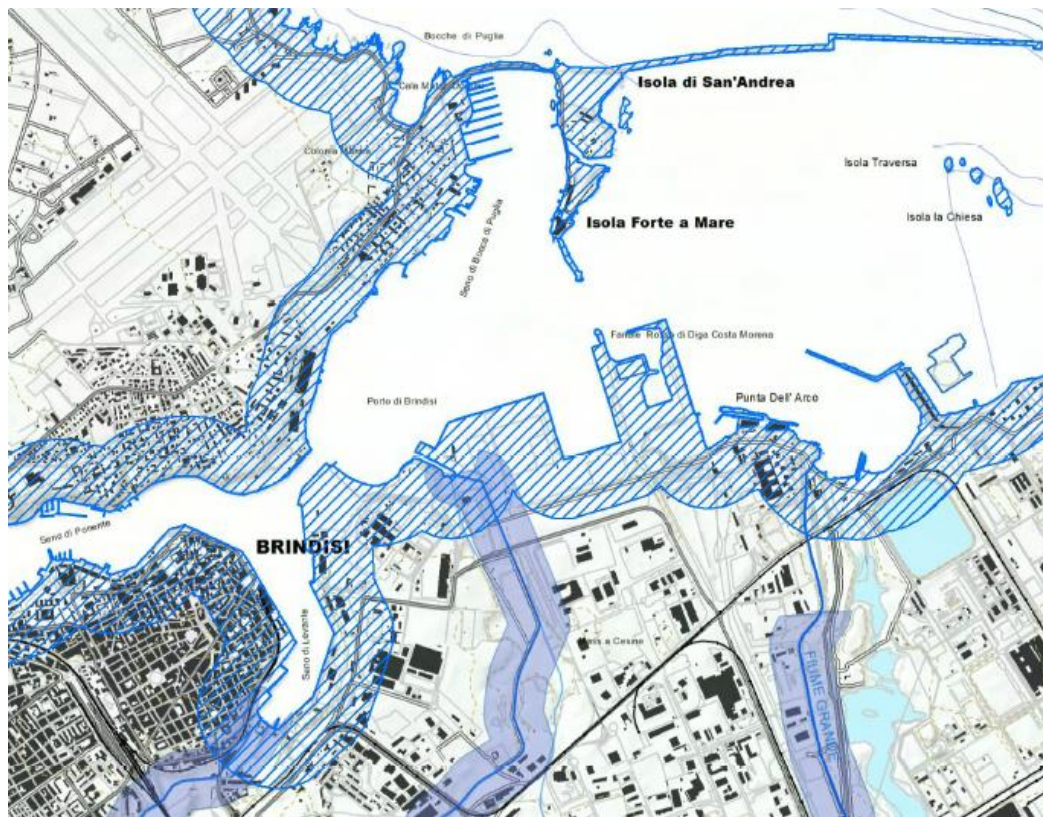 Bocche di Puglia
Isola di San'Andrea
Isola Traversa
Isola la Chiesa
Isola Forte a Mare
Seno di Bocca di Puglia
Porto di Brindisi
Punta Dell' Arco
Seno di Ponente
BRINDISI
Seno di Levante
FIUME GRANDE